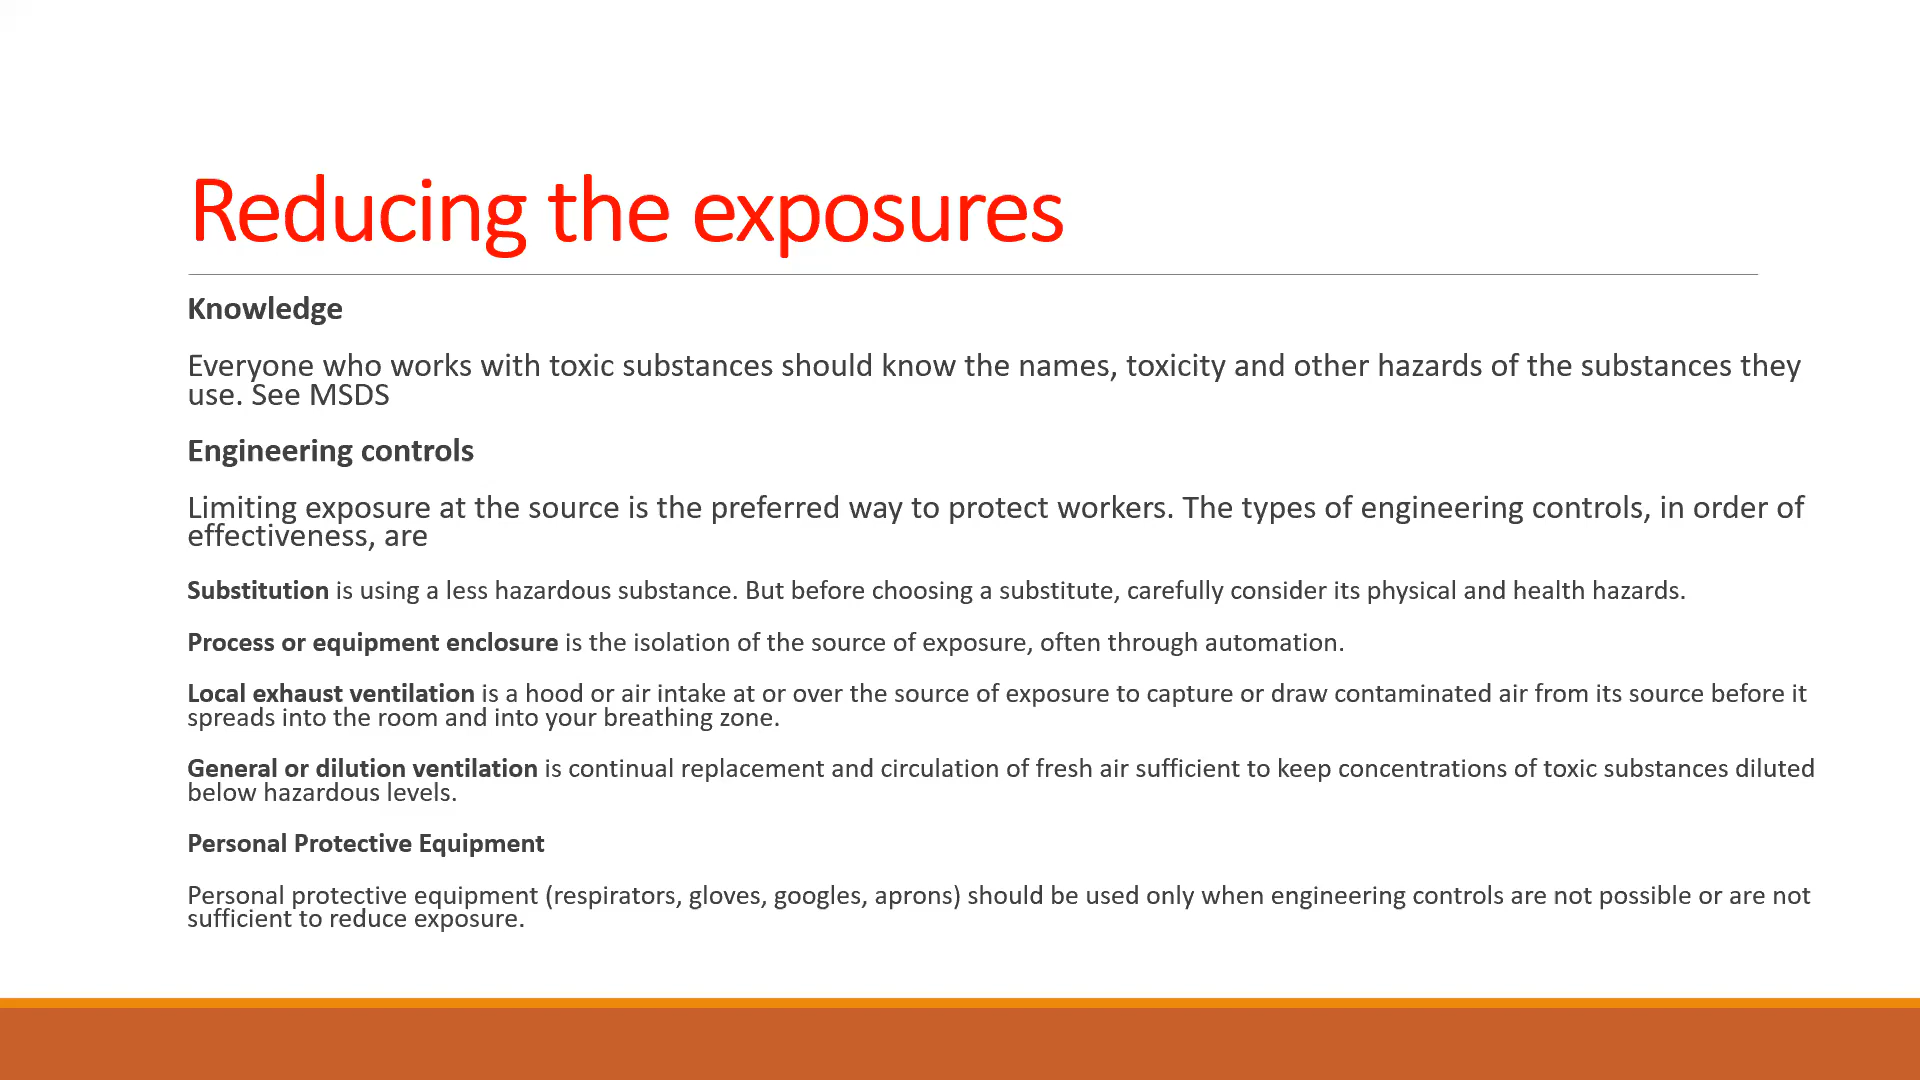 Reducing the exposures
Knowledge
Everyone who works with toxic substances should know the names, toxicity and other hazards of the substances they
use. See MSDS
Engineering controls
Limiting exposure at the source is the preferred way to protect workers. The types of engineering controls, in order of
effectiveness, are
Substitution is using a less hazardous substance. But before choosing a substitute, carefully consider its physical and health hazards.
Process or equipment enclosure is the isolation of the source of exposure, often through automation.
Local exhaust ventilation is a hood or air intake at or over the source of exposure to capture or draw contaminated air from its source before it
spreads into the room and into your breathing zone.
General or dilution ventilation is continual replacement and circulation of fresh air sufficient to keep concentrations of toxic substances diluted
below hazardous levels.
Personal Protective Equipment
Personal protective equipment (respirators, gloves, googles, aprons) should be used only when engineering controls are not possible or are not
sufficient to reduce exposure.